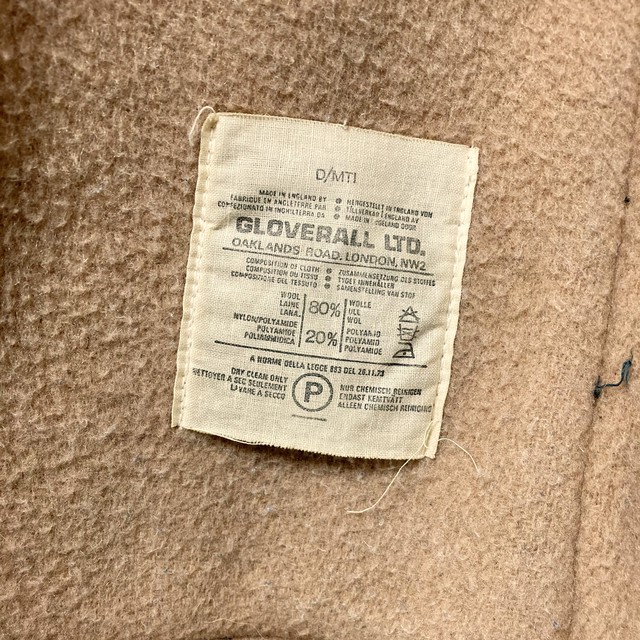 D/MTI
MADE IN ENGLAND BY
FABRIQUE EN ANGLETERRE PAR
CONFEZIONATO IN INGHILTERRA DA
HERGESTELLT IN ENGLAND VON
TILLVERKAD I ENGLAND AV
MADE IN ENGELAND DOOR
GLOVERALL LTD.
OAKLANDS ROAD, LONDON, NW2
COMPOSITION OF CLOTH
COMPOSITION DU TISSU
COMPOSIZIONE DEL TESSUTO
ZUSAMMENSETZUNG DES STOFFES
TYGET INNEHÅLLER
SAMENSTELLING VAN STOF
WOOL
LAINE
LANA.
80%
WOLLE
ULL
WOL
NYLON/POLYAMIDE
POLYAMIDE
POLIAMMIDICA
20%
POLYAMID
POLYAMID
POLYAMIDE
A NORME DELLA LEGGE 883 DEL 26.11.73
DRY CLEAN ONLY
NETTOYER A SEC SEULEMENT
LAVARE A SECCO
P
NUR CHEMISCH REINIGEN
ENDAST KEMTVÄTT
ALLEEN CHEMISCH REINIGING